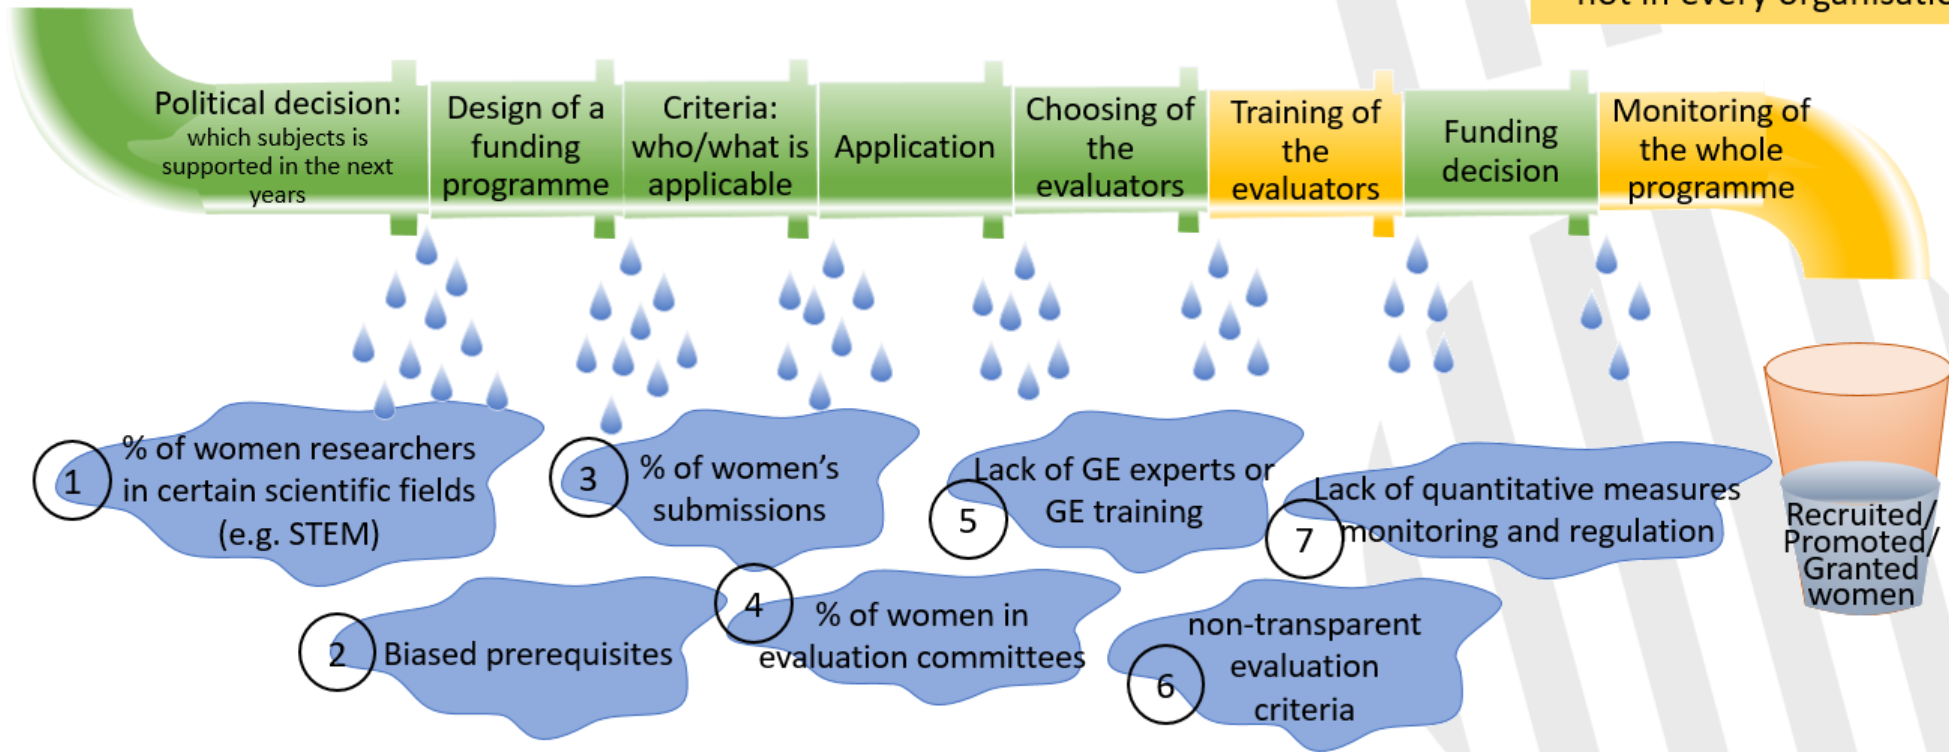 not in every organisatio
Political decision:
which subjects is
supported in the next
years
Design of a
funding
programme
Criteria:
who/what is
applicable
Application
Choosing of
the
evaluators
Training of
the
evaluators
Funding
decision
Monitoring of
the whole
programme
1
% of women researchers
in certain scientific fields
(e.g. STEM)
2
Biased prerequisites
3
% of women's
submissions
4
% of women in
evaluation committees
5
Lack of GE experts or
GE training
6
non-transparent
evaluation
criteria
7
Lack of quantitative measures
monitoring and regulation
Recruited/
Promoted/
Granted
women